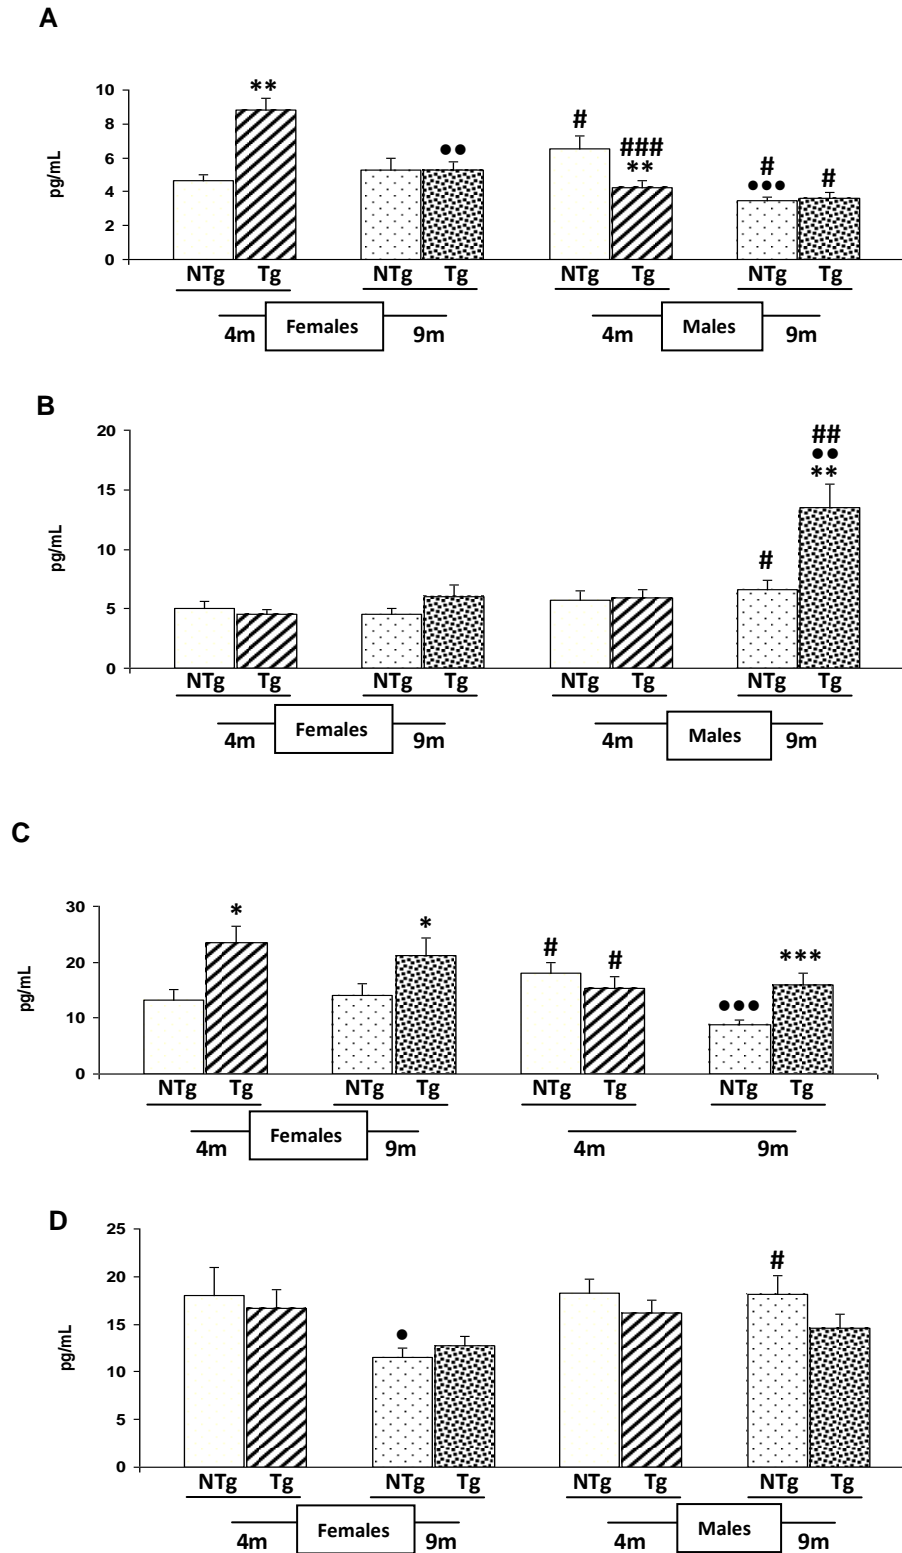 A
10
8
6
4
2
0
pg/mL
**
●●
#
###
**
#
●●●
#
NTg Tg NTg Tg NTg Tg NTg Tg
4m Females 9m 4m Males 9m
B
20
15
10
5
0
pg/mL
#
##
●●
**
NTg Tg NTg Tg NTg Tg NTg Tg
4m Females 9m 4m Males 9m
C
30
20
10
0
pg/mL
*
*
#
#
●●●
***
NTg Tg NTg Tg NTg Tg NTg Tg
4m Females 9m 4m 9m
D
25
20
15
10
5
0
pg/mL
●
#
NTg Tg NTg Tg NTg Tg NTg Tg
4m Females 9m 4m Males 9m